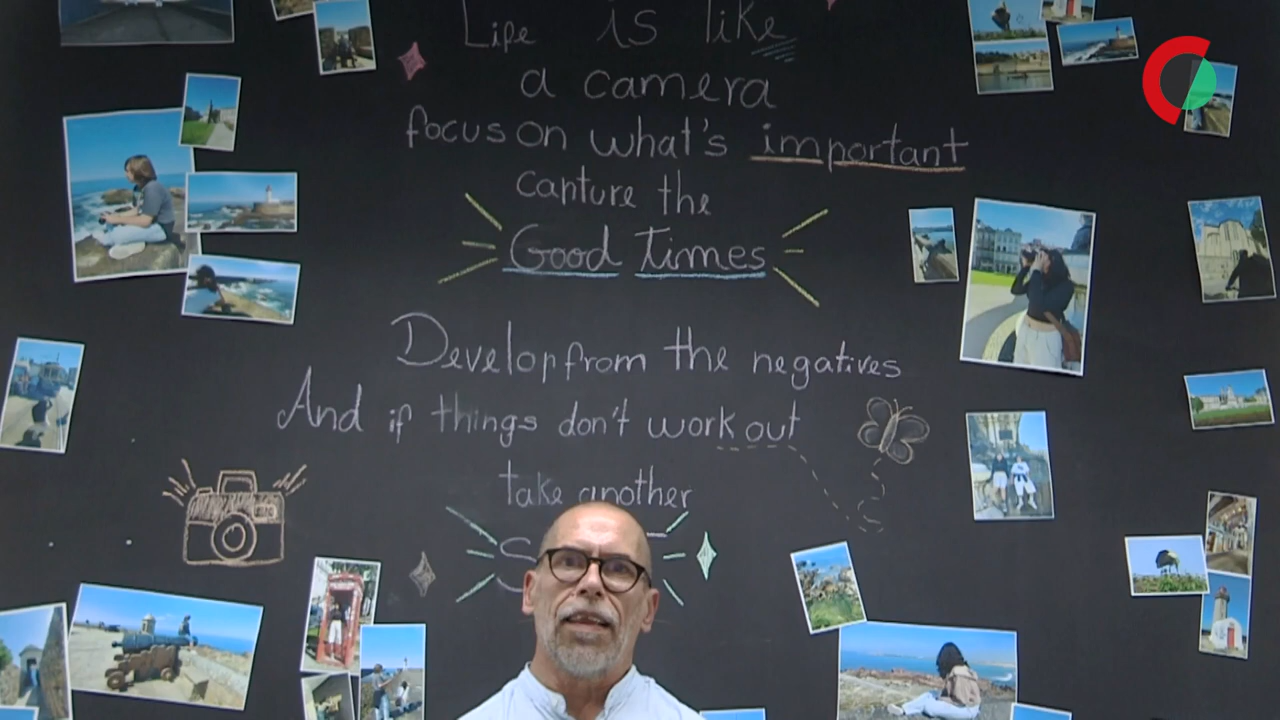 Life is like
a camera
focus on what's important
capture the
Good Times
Develop from the negatives
And if things don't work out
take another